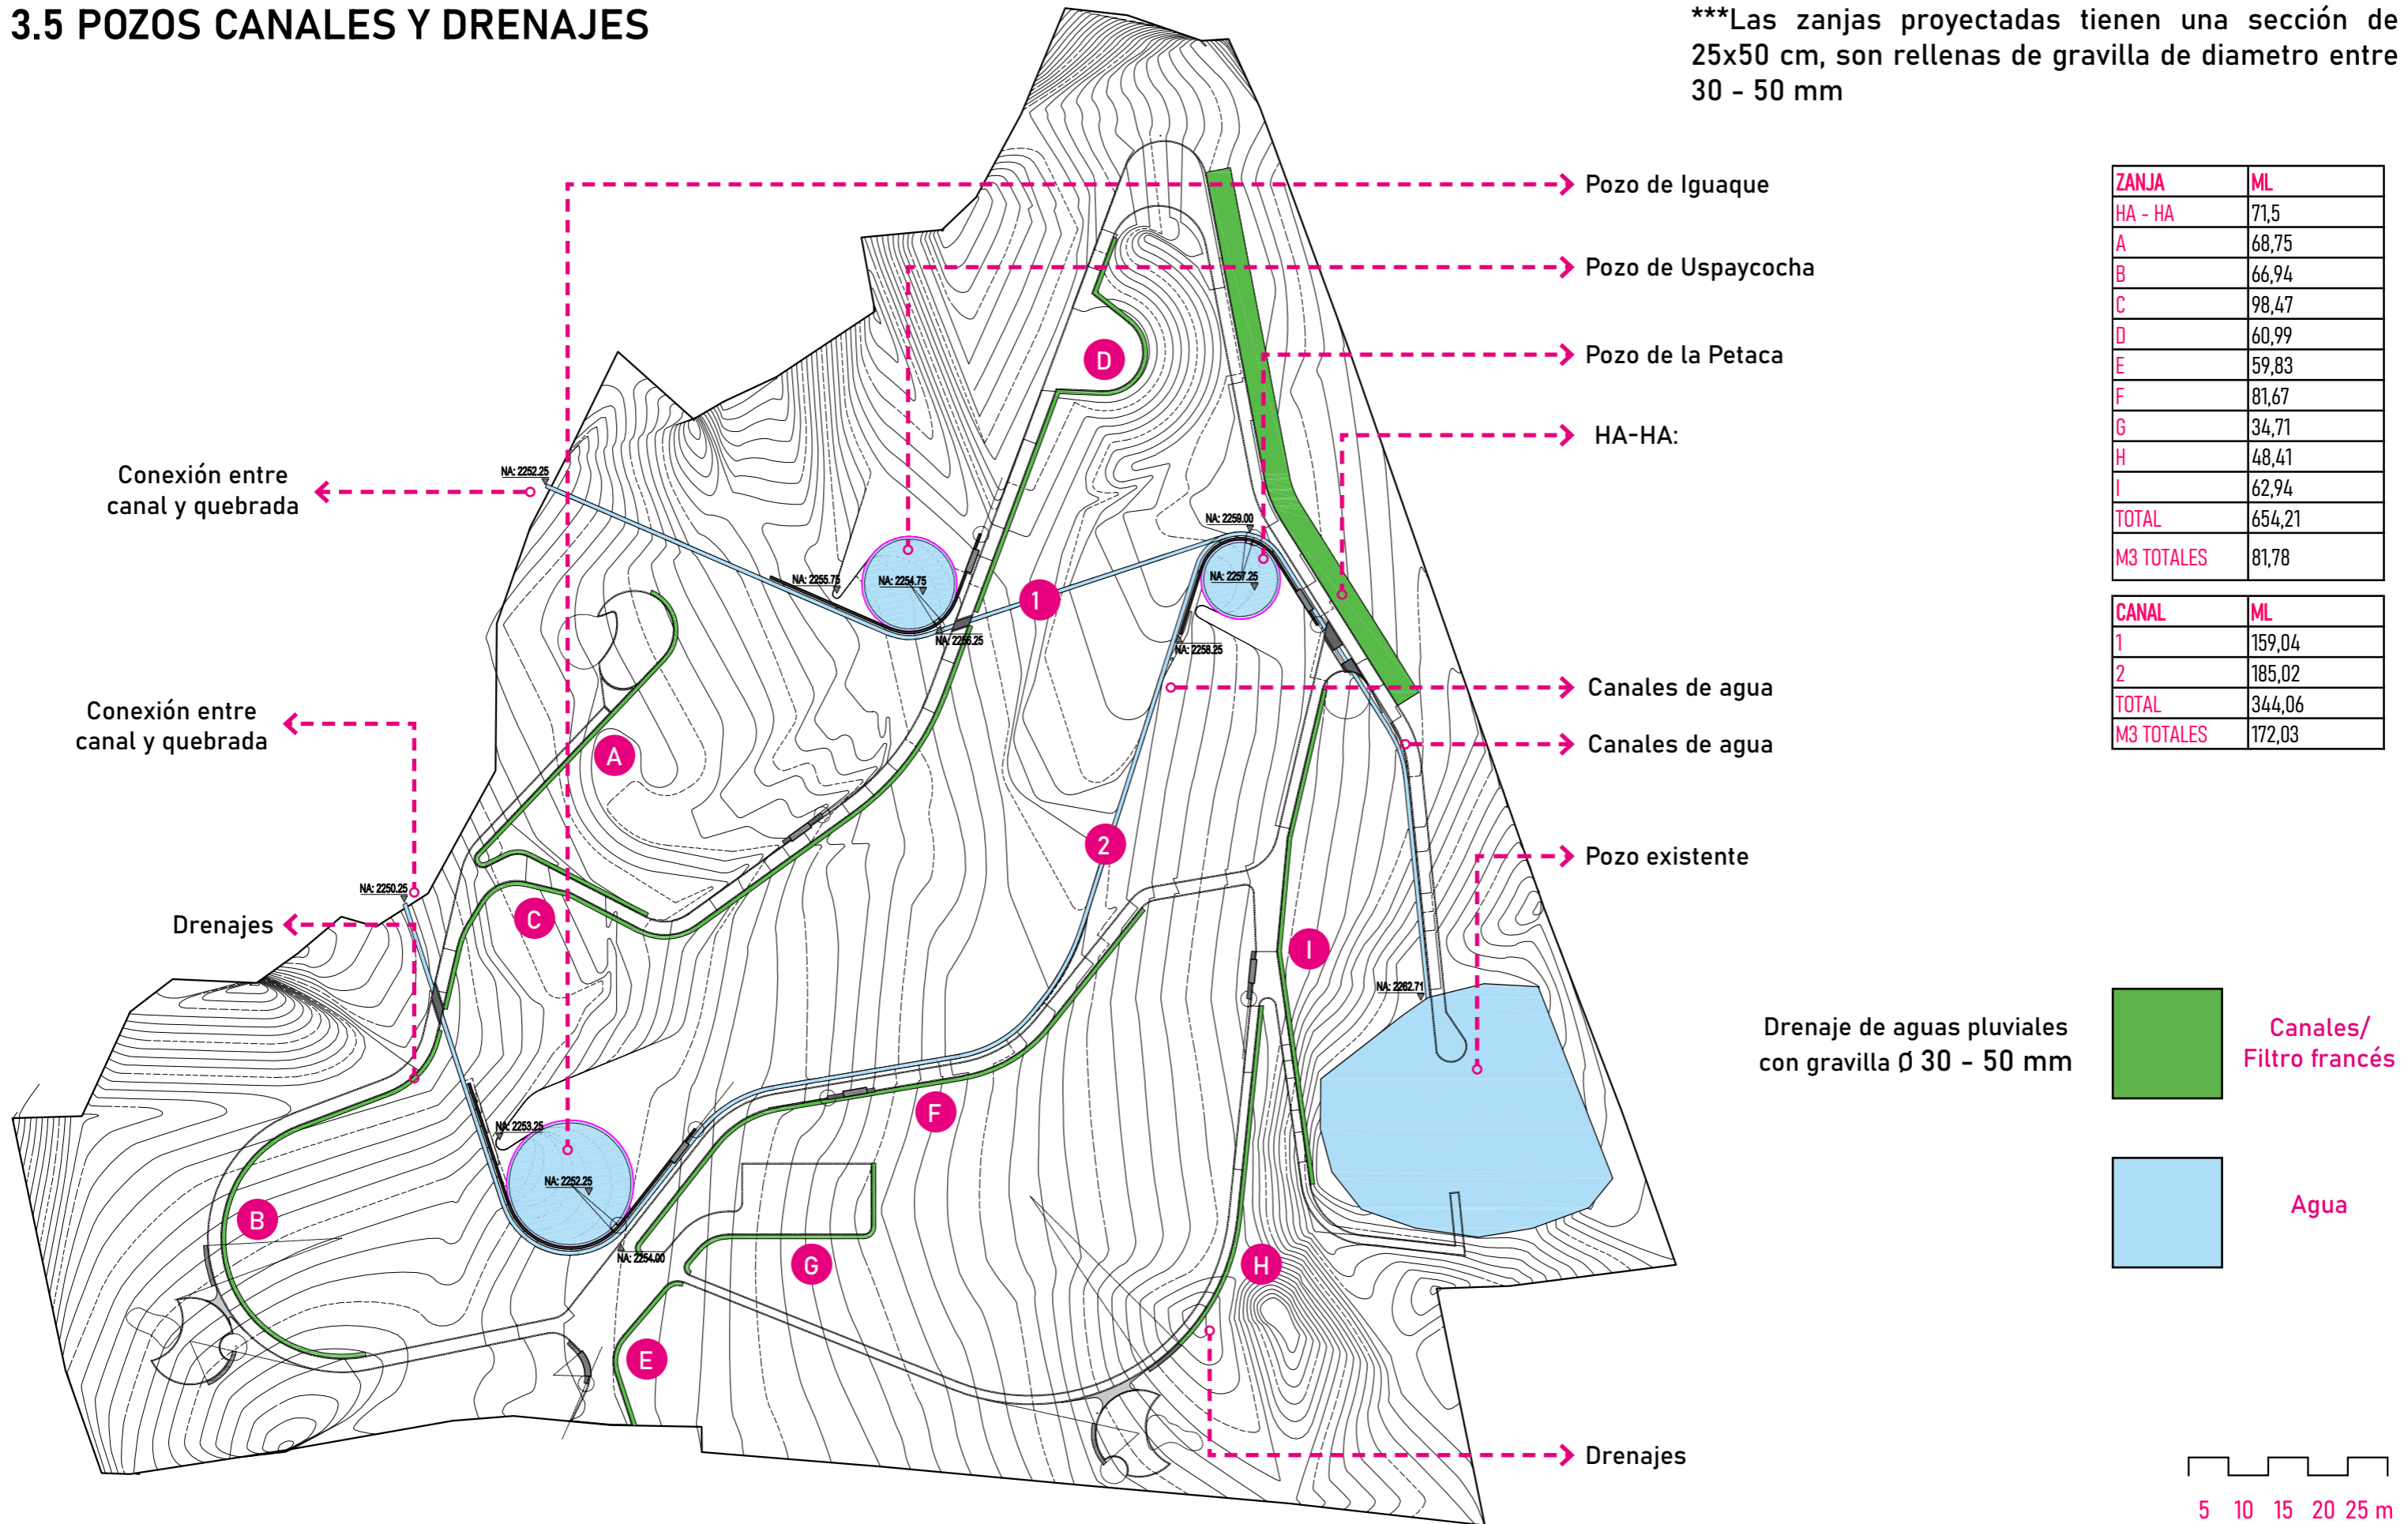 3.5 POZOS CANALES Y DRENAJES
***Las zanjas proyectadas tienen una sección de
25x50 cm, son rellenas de gravilla de diametro entre
30 - 50 mm
Pozo de Iguaque
Pozo de Uspaycocha
Pozo de la Petaca
HA-HA:
Conexión entre
canal y quebrada
Conexión entre
canal y quebrada
Drenajes
Canales de agua
Canales de agua
Pozo existente
Drenajes
ZANJA ML
HA - HA 71,5
A 68,75
B 66,94
C 98,47
D 60,99
E 59,83
F 81,67
G 34,71
H 48,41
I 62,94
TOTAL 654,21
M3 TOTALES 81,78
CANAL ML
1 159,04
2 185,02
TOTAL 344,06
M3 TOTALES 172,03
NA: 2252.25
NA: 2255.75
NA: 2254.75
NA: 2256.25
NA: 2259.00
NA: 2257.25
NA: 2258.25
NA: 2250.25
NA: 2262.71
NA: 2253.25
NA: 2252.25
NA: 2254.00
D
1
A
2
C
I
F
B
G
H
E
Drenaje de aguas pluviales
con gravilla Ø 30 - 50 mm
Canales/
Filtro francés
Agua
5 10 15 20 25 m